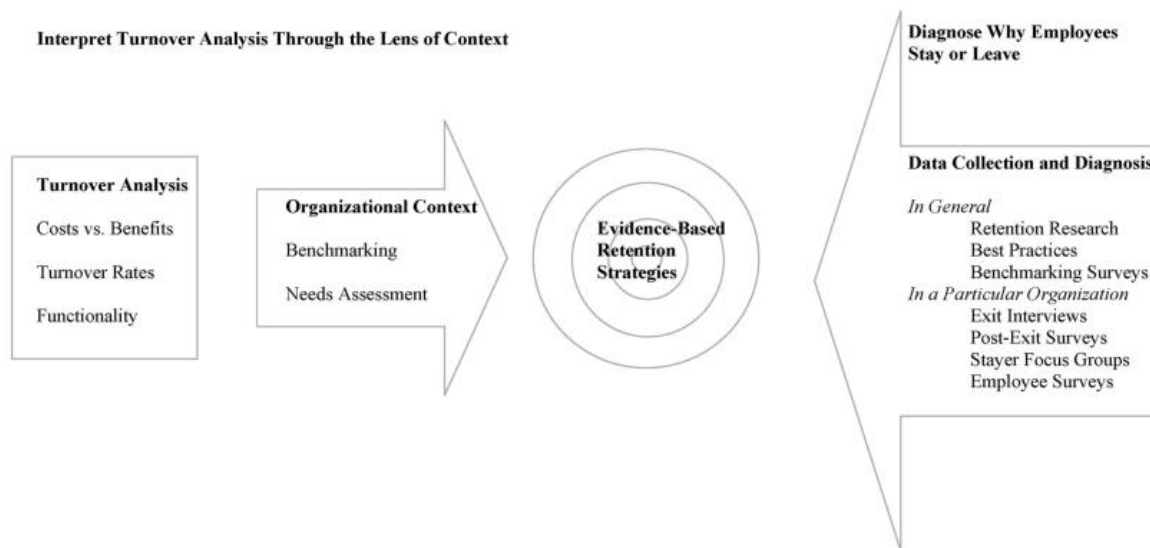 Interpret Turnover Analysis Through the Lens of Context
Turnover Analysis
Costs vs. Benefits
Turnover Rates
Functionality
Organizational Context
Benchmarking
Needs Assessment
Evidence-Based
Retention
Strategies
Diagnose Why Employees
Stay or Leave
Data Collection and Diagnosis
In General
Retention Research
Best Practices
Benchmarking Surveys
In a Particular Organization
Exit Interviews
Post-Exit Surveys
Stayer Focus Groups
Employee Surveys